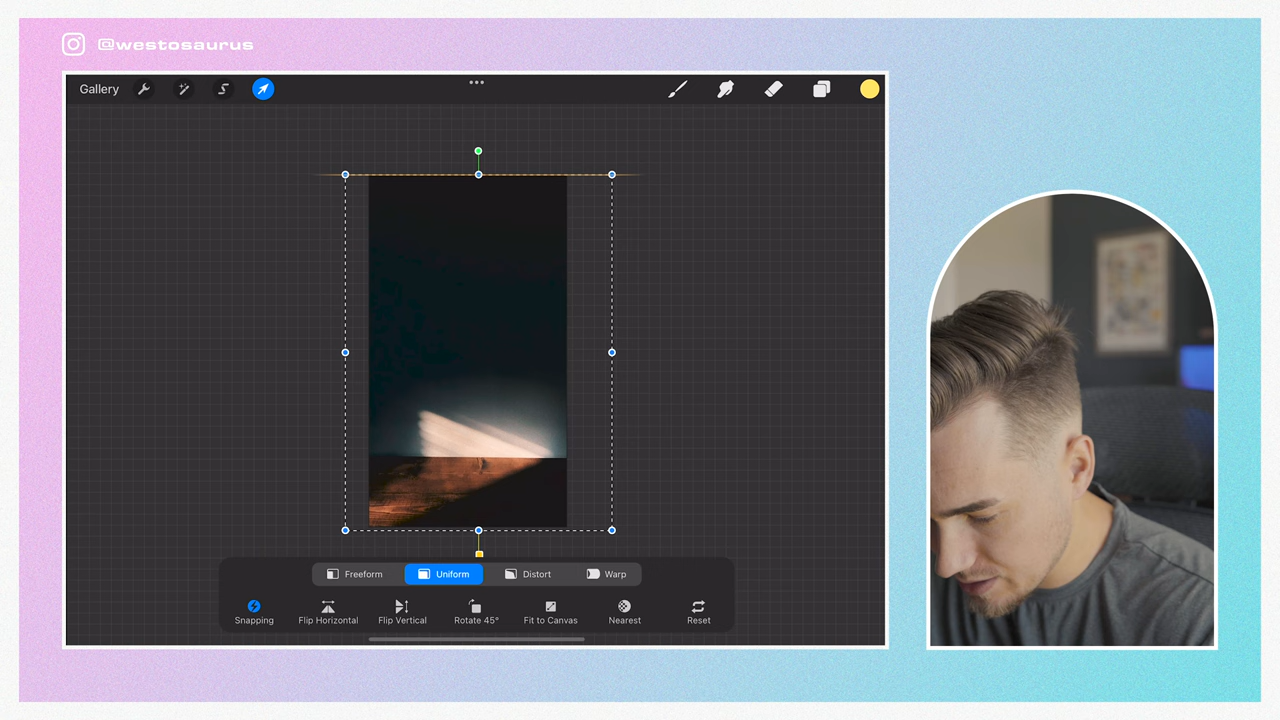 @westosaurus
Gallery
Freeform Uniform Distort Warp
Snapping Flip Horizontal Flip Vertical Rotate 45° Fit to Canvas Nearest Reset